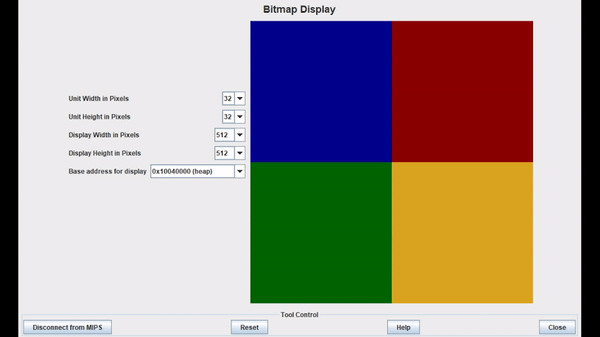 Bitmap Display
Unit Width in Pixels 32
Unit Height in Pixels 32
Display Width in Pixels 512
Display Height in Pixels 512
Base address for display 0x10040000 (heap)
Tool Control
Disconnect from MIPS Reset Help Close